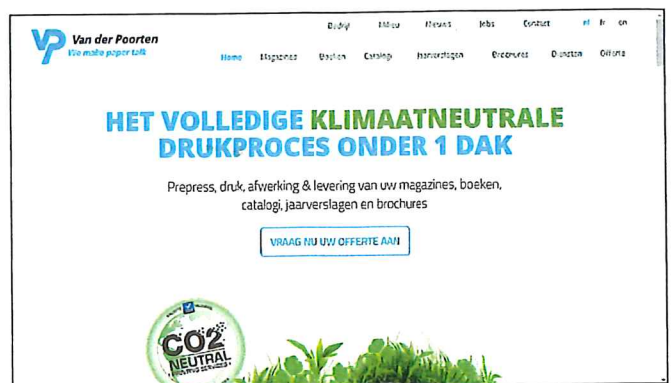 Bedrijf Milieu Nieuws Jobs Contact nl fr en
Van der Poorten
We make paper talk
Home Magazines Boeken Catalogi Jaarverslagen Brochures Diensten Offerte
HET VOLLEDIGE KLIMAATNEUTRALE
DRUKPROCES ONDER 1 DAK
Prepress, druk, afwerking & levering van uw magazines, boeken,
catalogi, jaarverslagen en brochures
VRAAG NU UW OFFERTE AAN
CO2
NEUTRAL